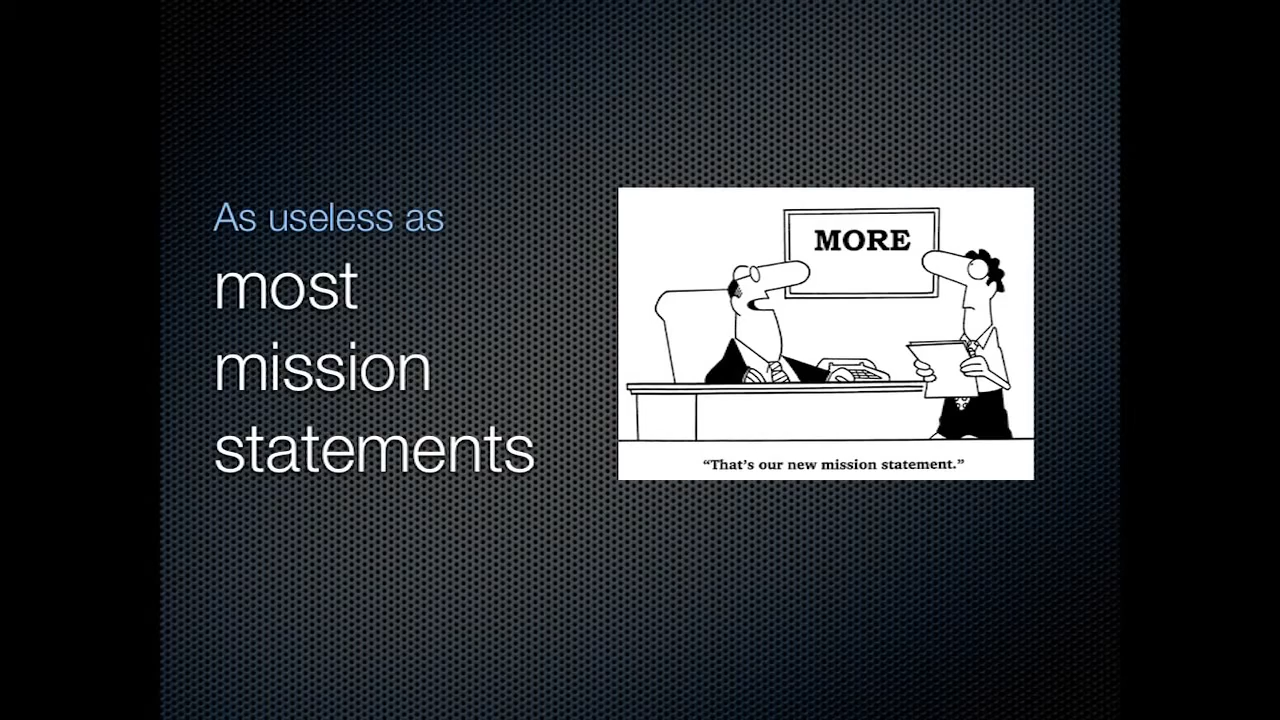 As useless as
most
mission
statements
MORE
“That’s our new mission statement.”